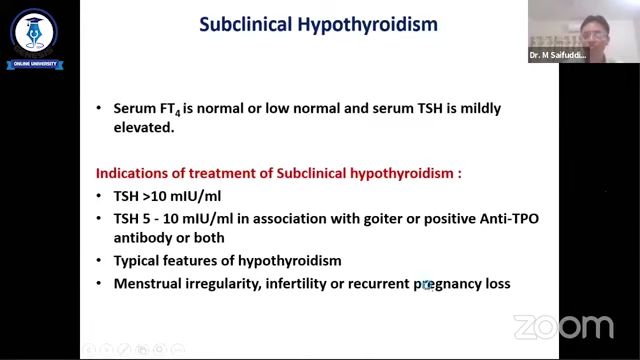 Subclinical Hypothyroidism
ONLINE UNIVERSITY
Dr. M Saifuddi...
• Serum FT4 is normal or low normal and serum TSH is mildly
elevated.
Indications of treatment of Subclinical hypothyroidism :
• TSH >10 mIU/ml
• TSH 5 - 10 mIU/ml in association with goiter or positive Anti-TPO
antibody or both
• Typical features of hypothyroidism
• Menstrual irregularity, infertility or recurrent pregnancy loss
zoom